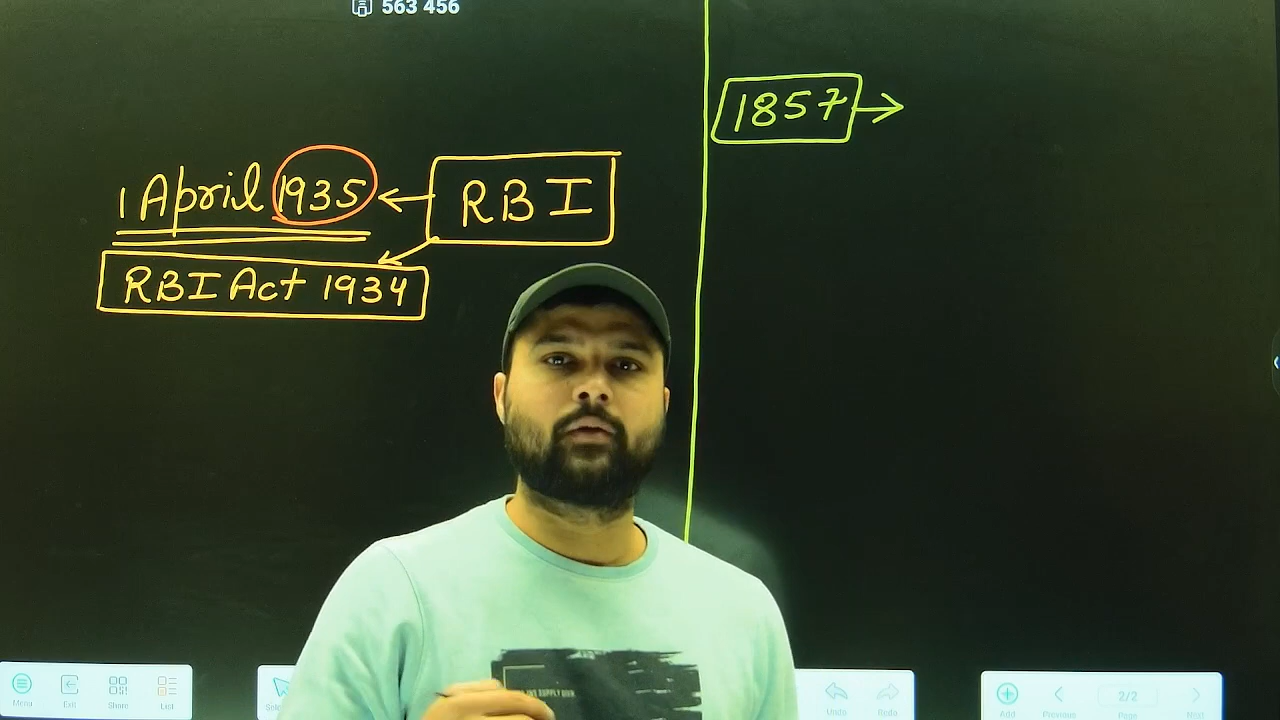 563 456
1857
1 April 1935
RBI
RBI Act 1934
Menu
Exit
Share
List
Undo
Redo
Add
Previous
2/2
Page
Next